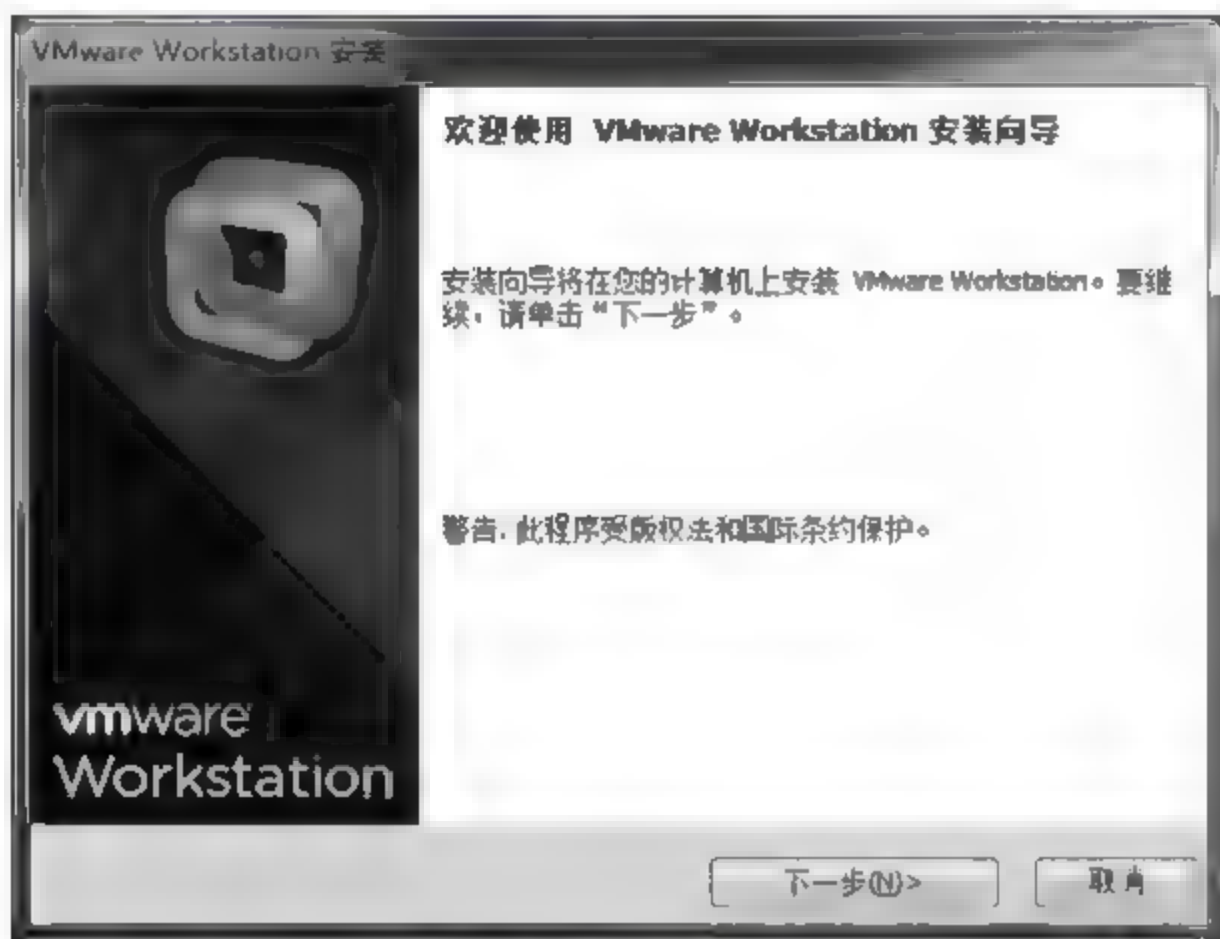 VMware Workstation 安装
欢迎使用 VMware Workstation 安装向导
安装向导将在您的计算机上安装 VMware Workstation。要继
续，请单击“下一步”。
警告: 此程序受版权法和国际条约保护。
vmware
Workstation
下一步(N)>
取消